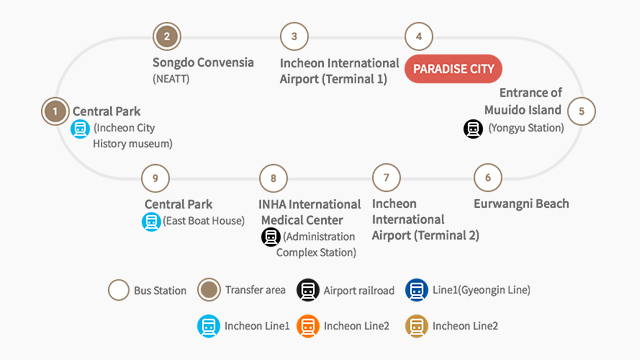 2
3
4
Songdo Convensia
(NEATT)
Incheon International
Airport (Terminal 1)
PARADISE CITY
1
Central Park
(Incheon City
History museum)
Entrance of
Muuido Island
(Yongyu Station)
5
9
8
7
6
Central Park
(East Boat House)
INHA International
Medical Center
(Administration
Complex Station)
Incheon
International
Airport (Terminal 2)
Eurwangni Beach
Bus Station
Transfer area
Airport railroad
Line1(Gyeongin Line)
Incheon Line1
Incheon Line2
Incheon Line2